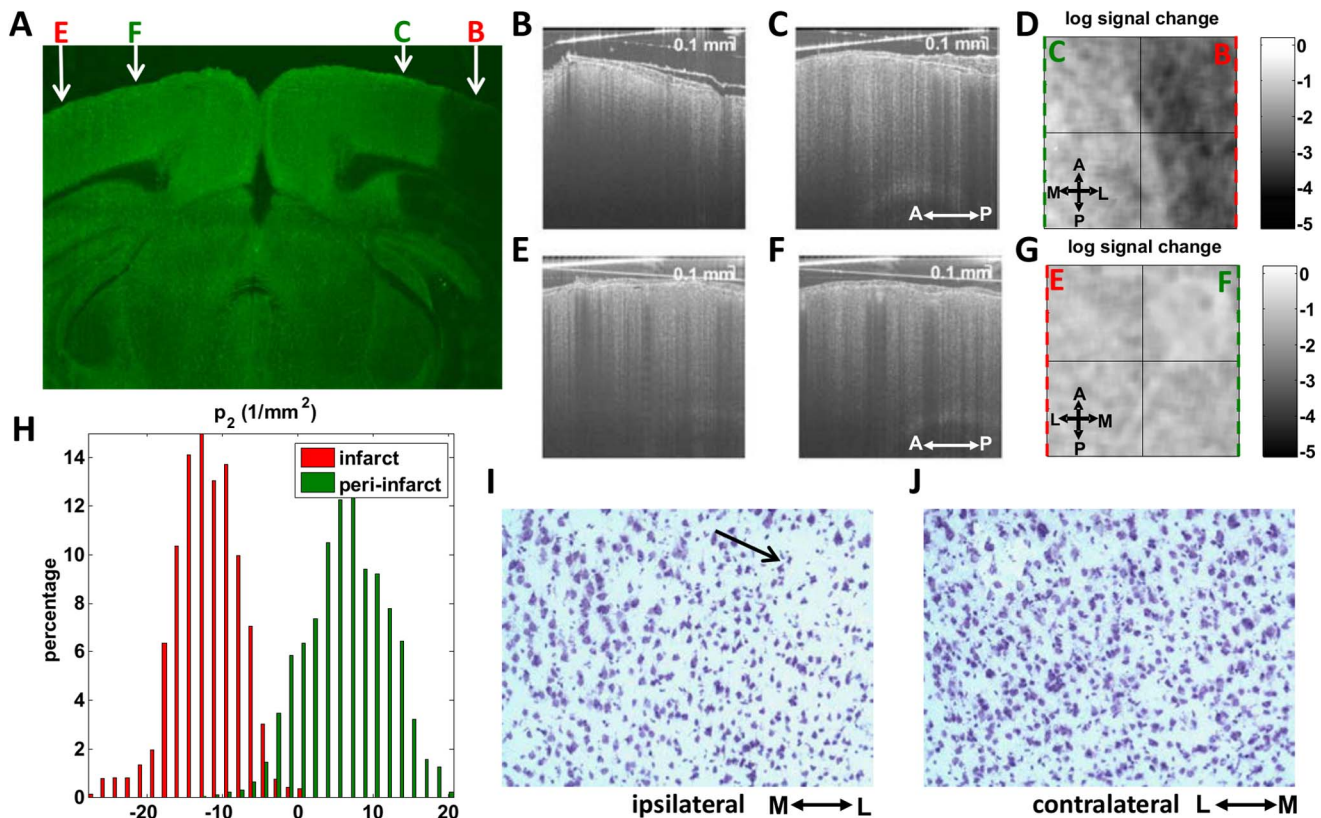 A
E
F
C
B
B
0.1 mm
C
0.1 mm
A P
D
log signal change
C
B
A
M L
P
0
-1
-2
-3
-4
-5
E
0.1 mm
F
0.1 mm
A P
G
log signal change
E
F
A
L M
P
0
-1
-2
-3
-4
-5
H
p2 (1/mm2)
infarct
peri-infarct
percentage
14
12
10
8
6
4
2
0
-20
-10
0
10
20
I
ipsilateral M L
J
contralateral L M